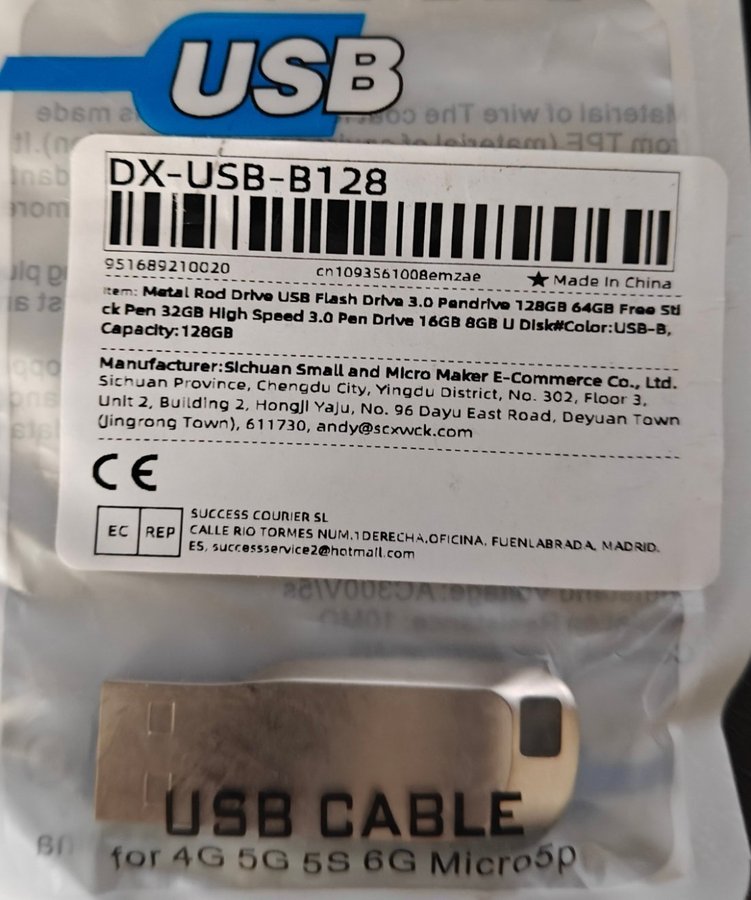 USB
DX-USB-B128
951689210020 cn1093561008emzae ★ Made In China
Item: Metal Rod Drive USB Flash Drive 3.0 Pendrive 128GB 64GB Free Sti
ck Pen 32GB High Speed 3.0 Pen Drive 16GB 8GB U Disk#Color:USB-B,
Capacity:128GB
Manufacturer:Sichuan Small and Micro Maker E-Commerce Co., Ltd.
Sichuan Province, Chengdu City, Yingdu District, No. 302, Floor 3,
Unit 2, Building 2, Hongji Yaju, No. 96 Dayu East Road, Deyuan Town
(Jingrong Town), 611730, andy@scxwck.com
CE
EC REP
SUCCESS COURIER SL
CALLE RIO TORMES NUM.1DERECHA,OFICINA, FUENLABRADA, MADRID,
ES, successservice2@hotmail.com
USB CABLE
for 4G 5G 5S 6G Micro5p